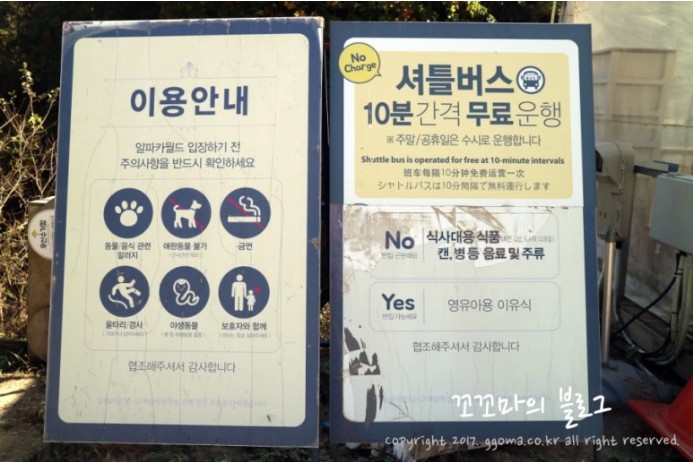 이용안내
알파카월드 입장하기 전
주의사항을 반드시 확인하세요
동물/음식 관련
알러지
애완동물 불가
금연
울타리/경사
야생동물
보호자와 함께
협조해주셔서 감사합니다
No
Charge
셔틀버스
10분 간격 무료 운행
※ 주말/공휴일은 수시로 운행합니다
Shuttle bus is operated for free at 10-minute intervals
班车每隔10分钟免费运营一次
シャトルバスは10分間隔で無料運行します
No
식사대용 식품
캔, 병 등 음료 및 주류
Yes
반입 가능해요
영유아용 이유식
협조해주셔서 감사합니다
꼬꼬마의 블로그
copyright 2017. ggoma.co.kr all right reserved.